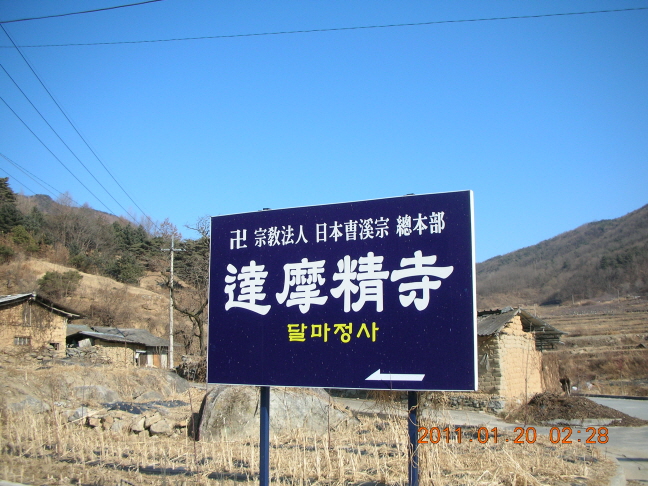 卍 宗教法人 日本曹溪宗 總本部
達摩精寺
달마정사
2011.01.20 02:28